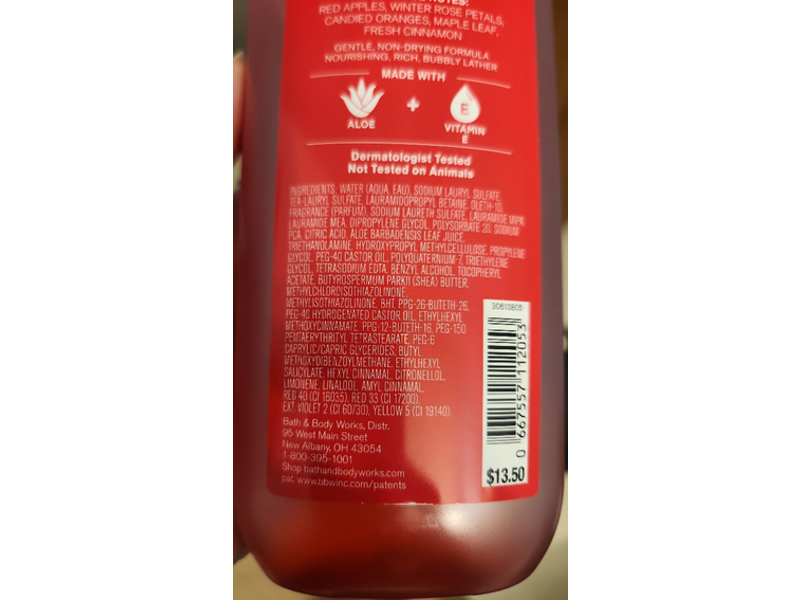 NOTES:
RED APPLES, WINTER ROSE PETALS,
CANDIED ORANGES, MAPLE LEAF,
FRESH CINNAMON
GENTLE, NON-DRYING FORMULA
NOURISHING, RICH, BUBBLY LATHER
MADE WITH
ALOE
+
E
VITAMIN
E
Dermatologist Tested
Not Tested on Animals
INGREDIENTS: WATER (AQUA, EAU), SODIUM LAURYL SULFATE,
TEA-LAURYL SULFATE, LAURAMIDOPROPYL BETAINE, OLETH-10,
FRAGRANCE (PARFUM), SODIUM LAURETH SULFATE, LAURAMIDE MIPA,
LAURAMIDE MEA, DIPROPYLENE GLYCOL, POLYSORBATE 20, SODIUM
PCA, CITRIC ACID, ALOE BARBADENSIS LEAF JUICE,
TRIETHANOLAMINE, HYDROXYPROPYL METHYLCELLULOSE, PROPYLENE
GLYCOL, PEG-40 CASTOR OIL, POLYQUATERNIUM-7, TRIETHYLENE
GLYCOL, TETRASODIUM EDTA, BENZYL ALCOHOL, TOCOPHERYL
ACETATE, BUTYROSPERMUM PARKII (SHEA) BUTTER,
METHYLCHLOROISOTHIAZOLINONE,
METHYLISOTHIAZOLINONE, BHT, PPG-26-BUTETH-26,
PEG-40 HYDROGENATED CASTOR OIL, ETHYLHEXYL
METHOXYCINNAMATE, PPG-12-BUTETH-16, PEG-150
PENTAERYTHRITYL TETRASTEARATE, PEG-6
CAPRYLIC/CAPRIC GLYCERIDES, BUTYL
METHOXYDIBENZOYLMETHANE, ETHYLHEXYL
SALICYLATE, HEXYL CINNAMAL, CITRONELLOL,
LIMONENE, LINALOOL, AMYL CINNAMAL,
RED 40 (CI 16035), RED 33 (CI 17200),
EXT. VIOLET 2 (CI 60730), YELLOW 5 (CI 19140).
Bath & Body Works, Distr.
95 West Main Street
New Albany, OH 43054
1-800-395-1001
Shop bathandbodyworks.com
pat. www.bbwinc.com/patents
30613805
0 667557 112053
$13.50